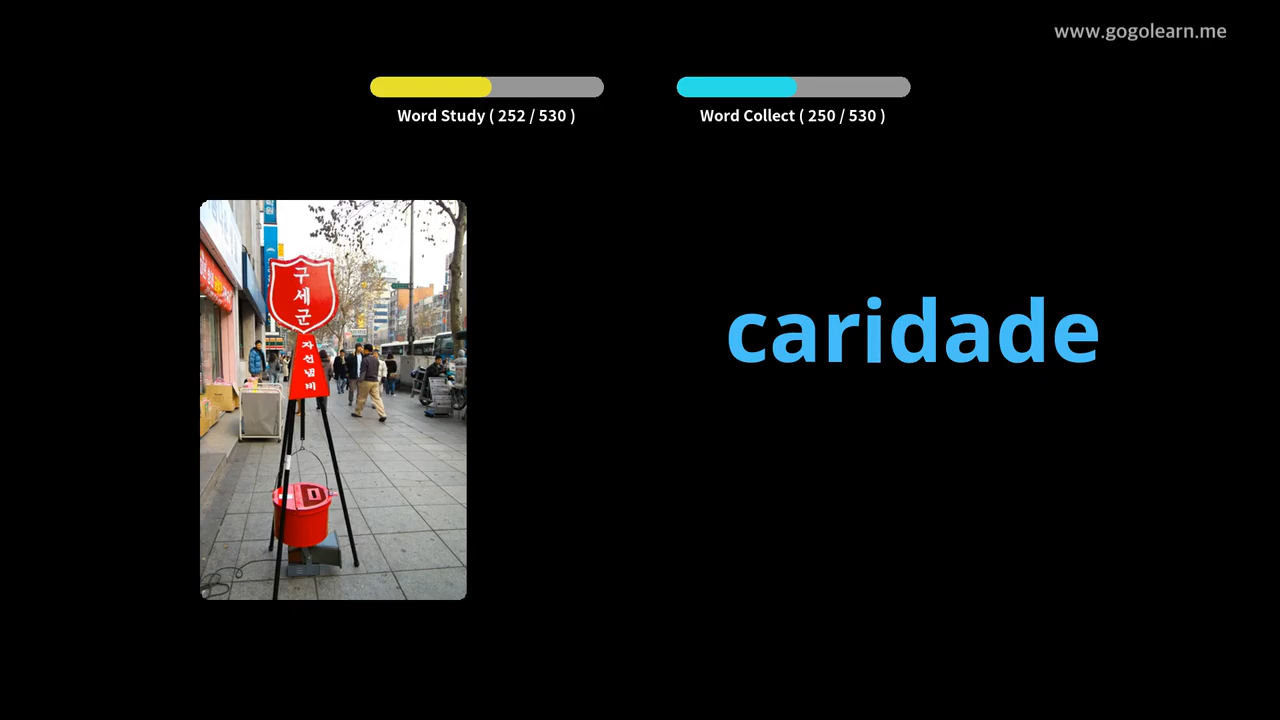 www.gogolearn.me
Word Study ( 252 / 530 )
Word Collect ( 250 / 530 )
구
세
군
자
선
냄
비
caridade